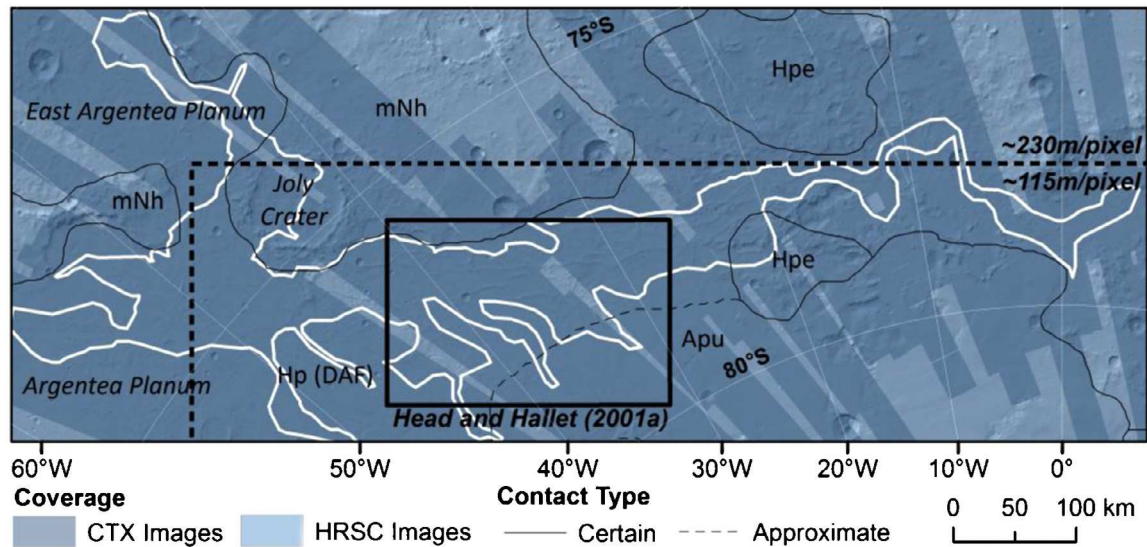 75°S
Hpe
mNh
East Argentea Planum
~230m/pixel
~115m/pixel
Joly
Crater
mNh
Hpe
Apu
80°S
Hp (DAF)
Argentea Planum
Head and Hallet (2001a)
60°W 50°W 40°W 30°W 20°W 10°W 0°
Coverage Contact Type
0 50 100 km
CTX Images HRSC Images Certain Approximate